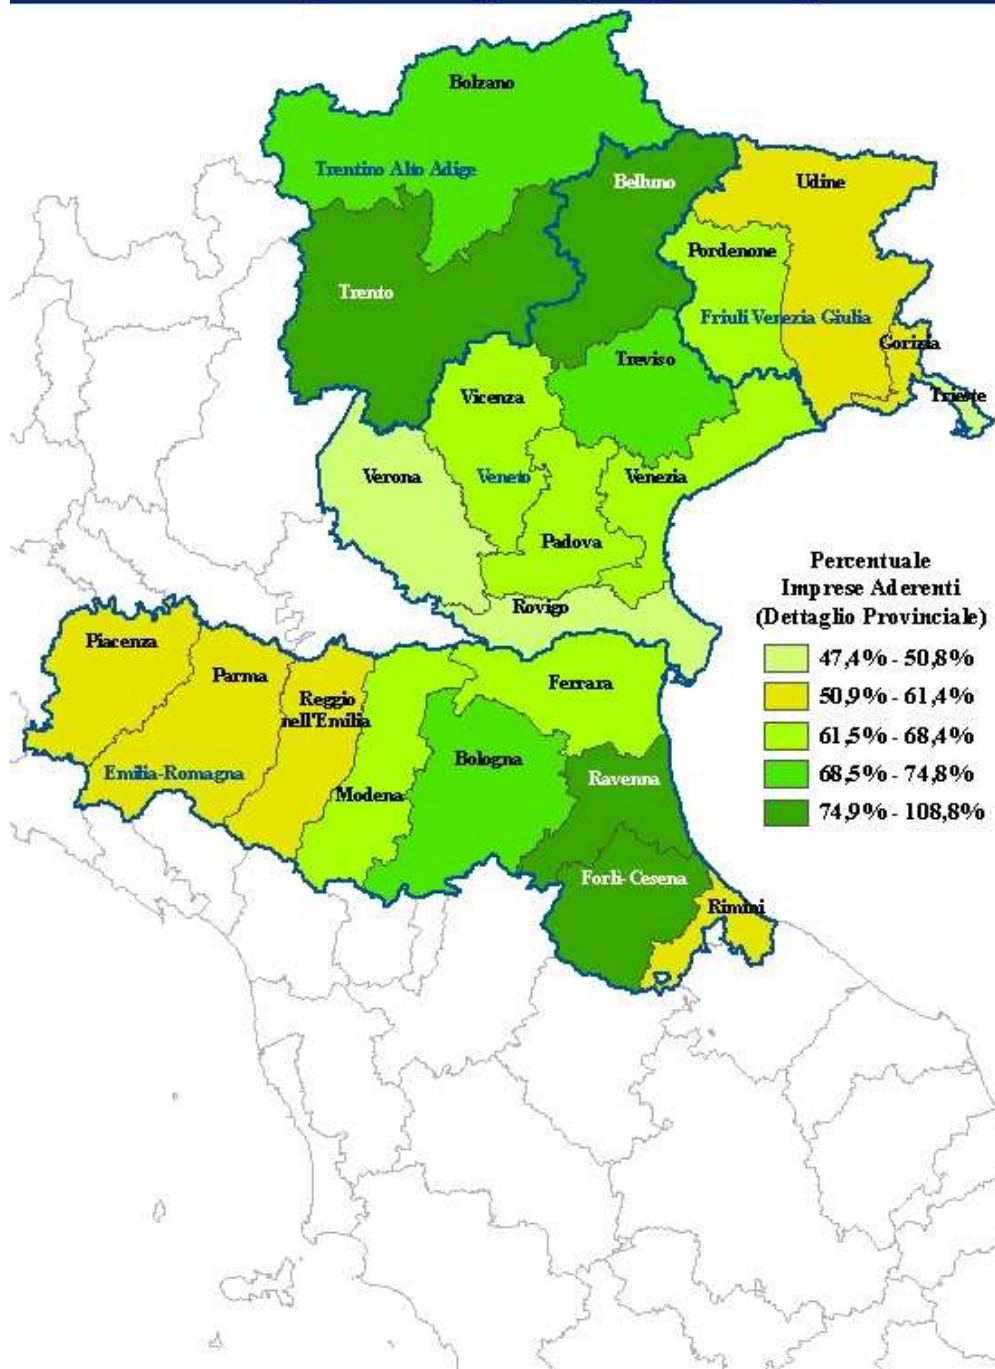 Bolzano
Trentino Alto Adige
Belluno
Udine
Pordenone
Trento
Friuli Venezia Giulia
Gorizia
Treviso
Trieste
Vicenza
Verona
Veneto
Venezia
Padova
Rovigo
Percentuale
Imprese Aderenti
(Dettaglio Provinciale)
47,4% - 50,8%
50,9% - 61,4%
61,5% - 68,4%
68,5% - 74,8%
74,9% - 108,8%
Piacenza
Parma
Reggio
nell'Emilia
Ferrara
Bologna
Emilia-Romagna
Ravenna
Modena
Forlì- Cesena
Rimini